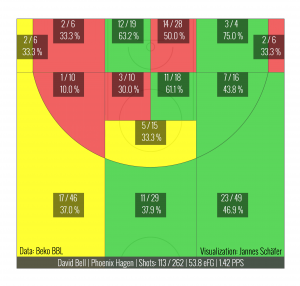 2 / 6
33.3 %
2 / 6
33.3 %
12 / 19
63.2 %
14 / 28
50.0 %
3 / 4
75.0 %
2 / 6
33.3 %
1 / 10
10.0 %
3 / 10
30.0 %
11 / 18
61.1 %
7 / 16
43.8 %
5 / 15
33.3 %
17 / 46
37.0 %
11 / 29
37.9 %
23 / 49
46.9 %
Data: Beko BBL
Visualization: Jannes Schäfer
David Bell | Phoenix Hagen | Shots: 113 / 262 | 53.8 eFG | 1.42 PPS